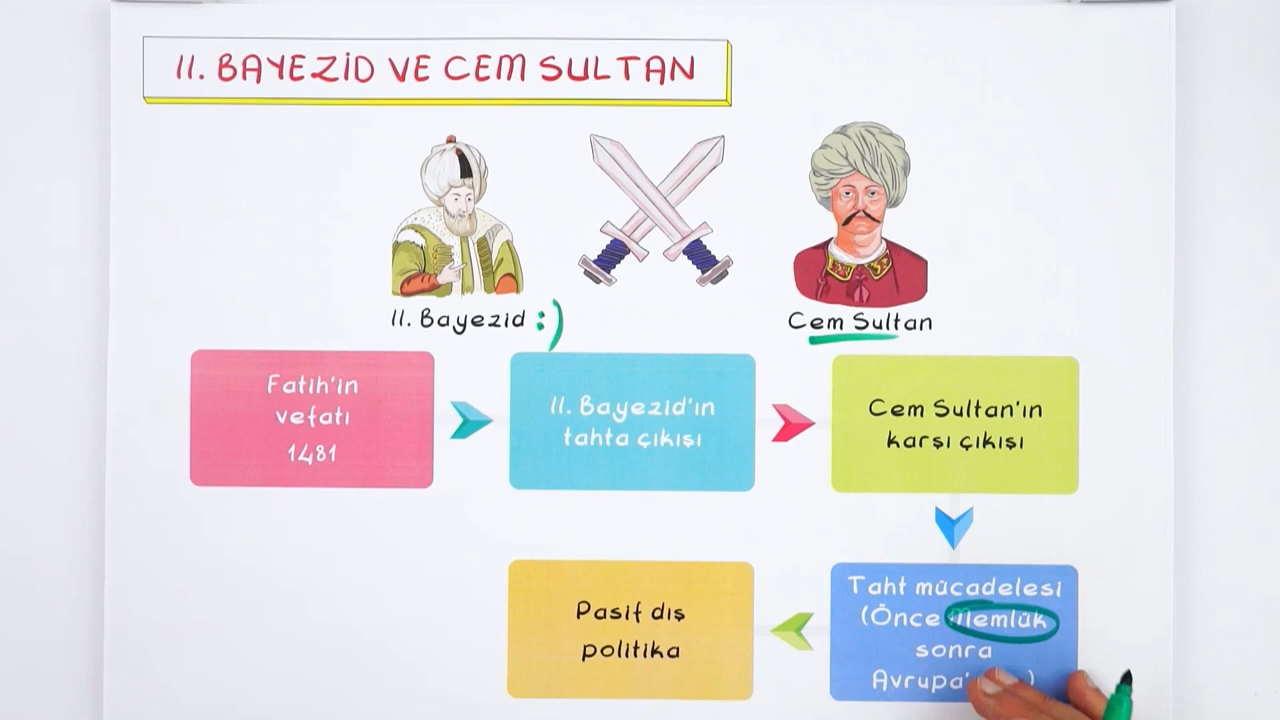 II. BAYEZİD VE CEM SULTAN
II. Bayezid :)
Cem Sultan
Fatih'in
vefatı
1481
II. Bayezid'ın
tahta çıkışı
Cem Sultan'ın
karşı çıkışı
Taht mücadelesi
(Önce Memlük
sonra
Pasif dış
politika